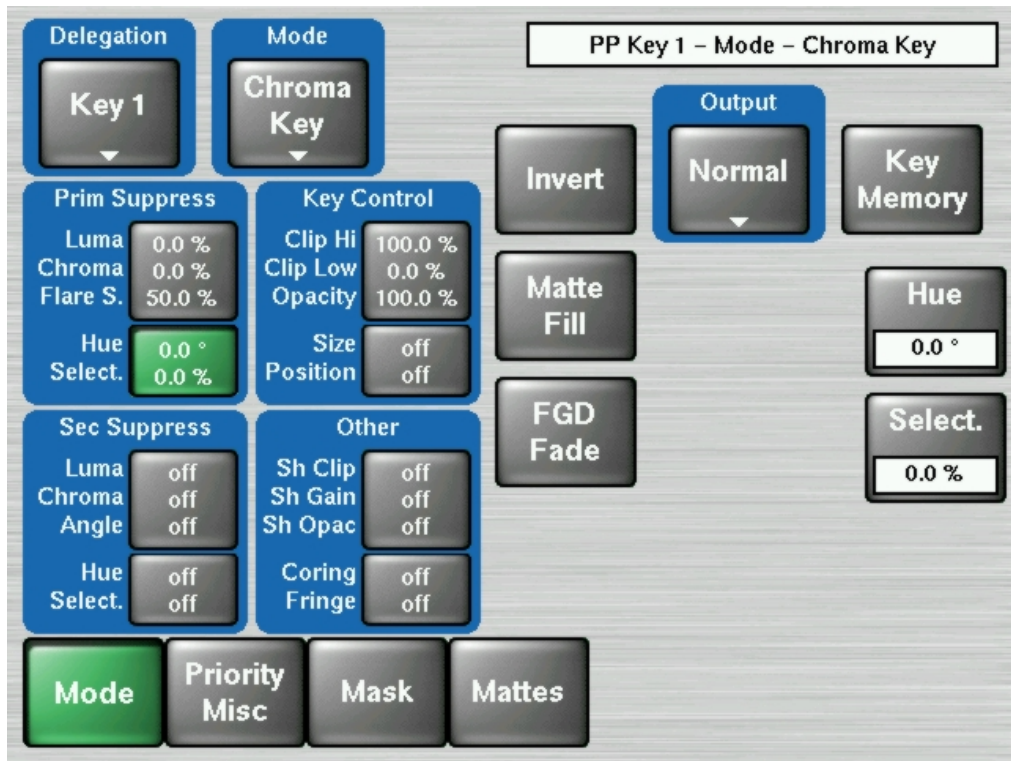 Delegation
Key 1
Mode
Chroma
Key
PP Key 1 – Mode – Chroma Key
Invert
Output
Normal
Key
Memory
Prim Suppress
Luma 0.0 %
Chroma 0.0 %
Flare S. 50.0 %
Hue 0.0 °
Select. 0.0 %
Key Control
Clip Hi 100.0 %
Clip Low 0.0 %
Opacity 100.0 %
Size off
Position off
Matte
Fill
Hue
0.0 °
FGD
Fade
Select.
0.0 %
Sec Suppress
Luma off
Chroma off
Angle off
Hue off
Select. off
Other
Sh Clip off
Sh Gain off
Sh Opac off
Coring off
Fringe off
Mode
Priority
Misc
Mask
Mattes